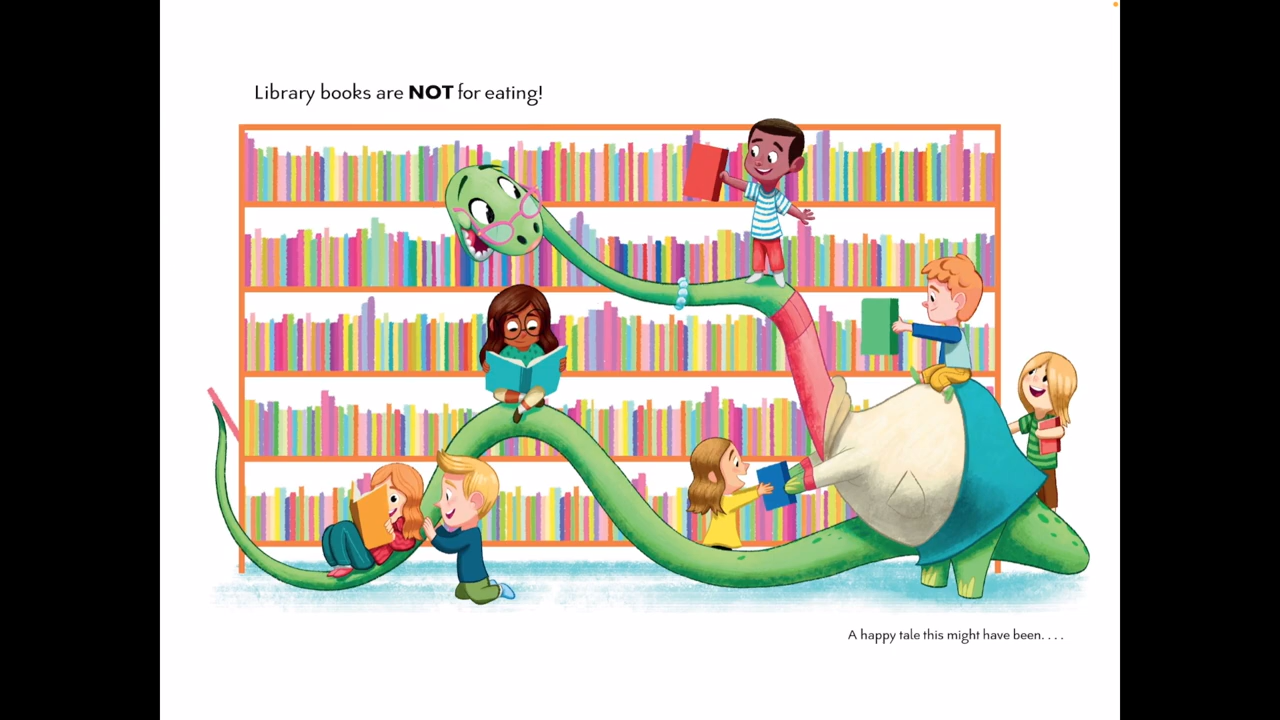 Library books are NOT for eating!
A happy tale this might have been. . . .